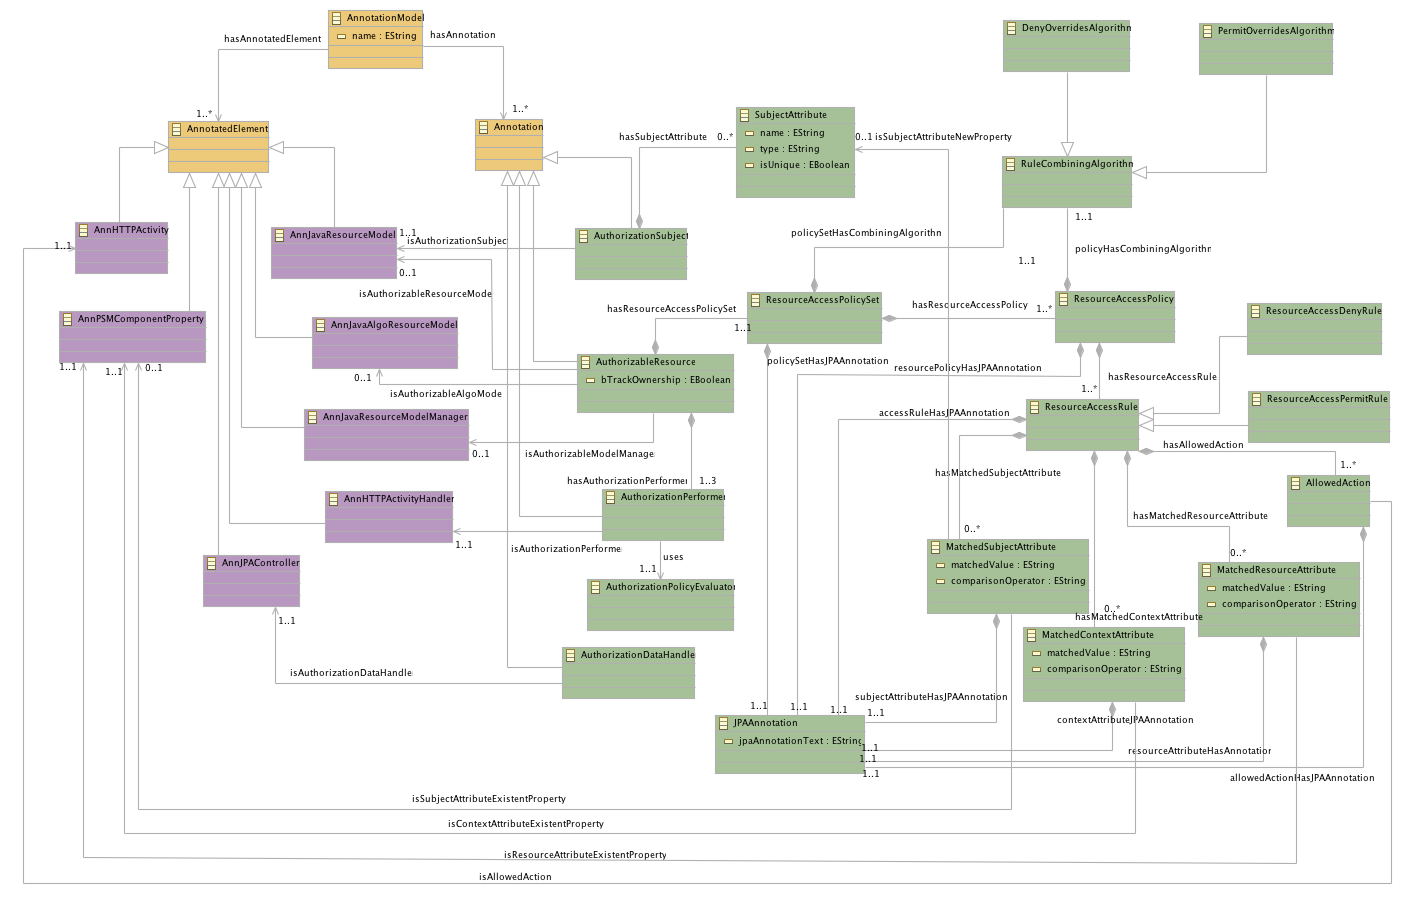 AnnotationModel
name : EString
hasAnnotatedElement
hasAnnotation
1..*
1..*
AnnotatedElement
Annotation
DenyOverridesAlgorithm
PermitOverridesAlgorithm
SubjectAttribute
name : EString
type : EString
isUnique : EBoolean
hasSubjectAttribute
0..*
0..1
isSubjectAttributeNewProperty
RuleCombiningAlgorithm
1..1
policySetHasCombiningAlgorithm
policyHasCombiningAlgorithm
1..1
AnnHTTPActivity
1..1
AnnJavaResourceModel
1..1
isAuthorizationSubjec
0..1
AuthorizationSubject
isAuthorizableResourceMode
ResourceAccessPolicySet
hasResourceAccessPolicy
1..*
ResourceAccessPolicy
ResourceAccessDenyRule
hasResourceAccessPolicySet
1..1
AnnPSMComponentProperty
1..1
1..1
0..1
AnnJavaAlgoResourceModel
0..1
isAuthorizableAlgoMode
AuthorizableResource
bTrackOwnership : EBoolean
policySetHasJPAAnnotation
resourcePolicyHasJPAAnnotation
hasResourceAccessRule
1..*
accessRuleHasJPAAnnotation
ResourceAccessRule
ResourceAccessPermitRule
hasAllowedAction
1..*
AnnJavaResourceModelManager
0..1
isAuthorizableModelManage
hasMatchedSubjectAttribute
hasAuthorizationPerformer
1..3
AllowedAction
AnnHTTPActivityHandler
1..1
AuthorizationPerformer
isAuthorizationPerforme
uses
1..1
hasMatchedResourceAttribute
0..*
0..*
AnnJPAController
1..1
AuthorizationPolicyEvaluator
MatchedSubjectAttribute
matchedValue : EString
comparisonOperator : EString
MatchedResourceAttribute
matchedValue : EString
comparisonOperator : EString
0..*
hasMatchedContextAttribute
MatchedContextAttribute
matchedValue : EString
comparisonOperator : EString
AuthorizationDataHandle
isAuthorizationDataHandle
subjectAttributeHasJPAAnnotation
1..1
1..1
1..1
1..1
JPAAnnotation
jpaAnnotationText : EString
contextAttributeJPAAnnotation
1..1
resourceAttributeHasAnnotation
1..1
1..1
allowedActionHasJPAAnnotation
isSubjectAttributeExistentProperty
isContextAttributeExistentProperty
isResourceAttributeExistentProperty
isAllowedAction